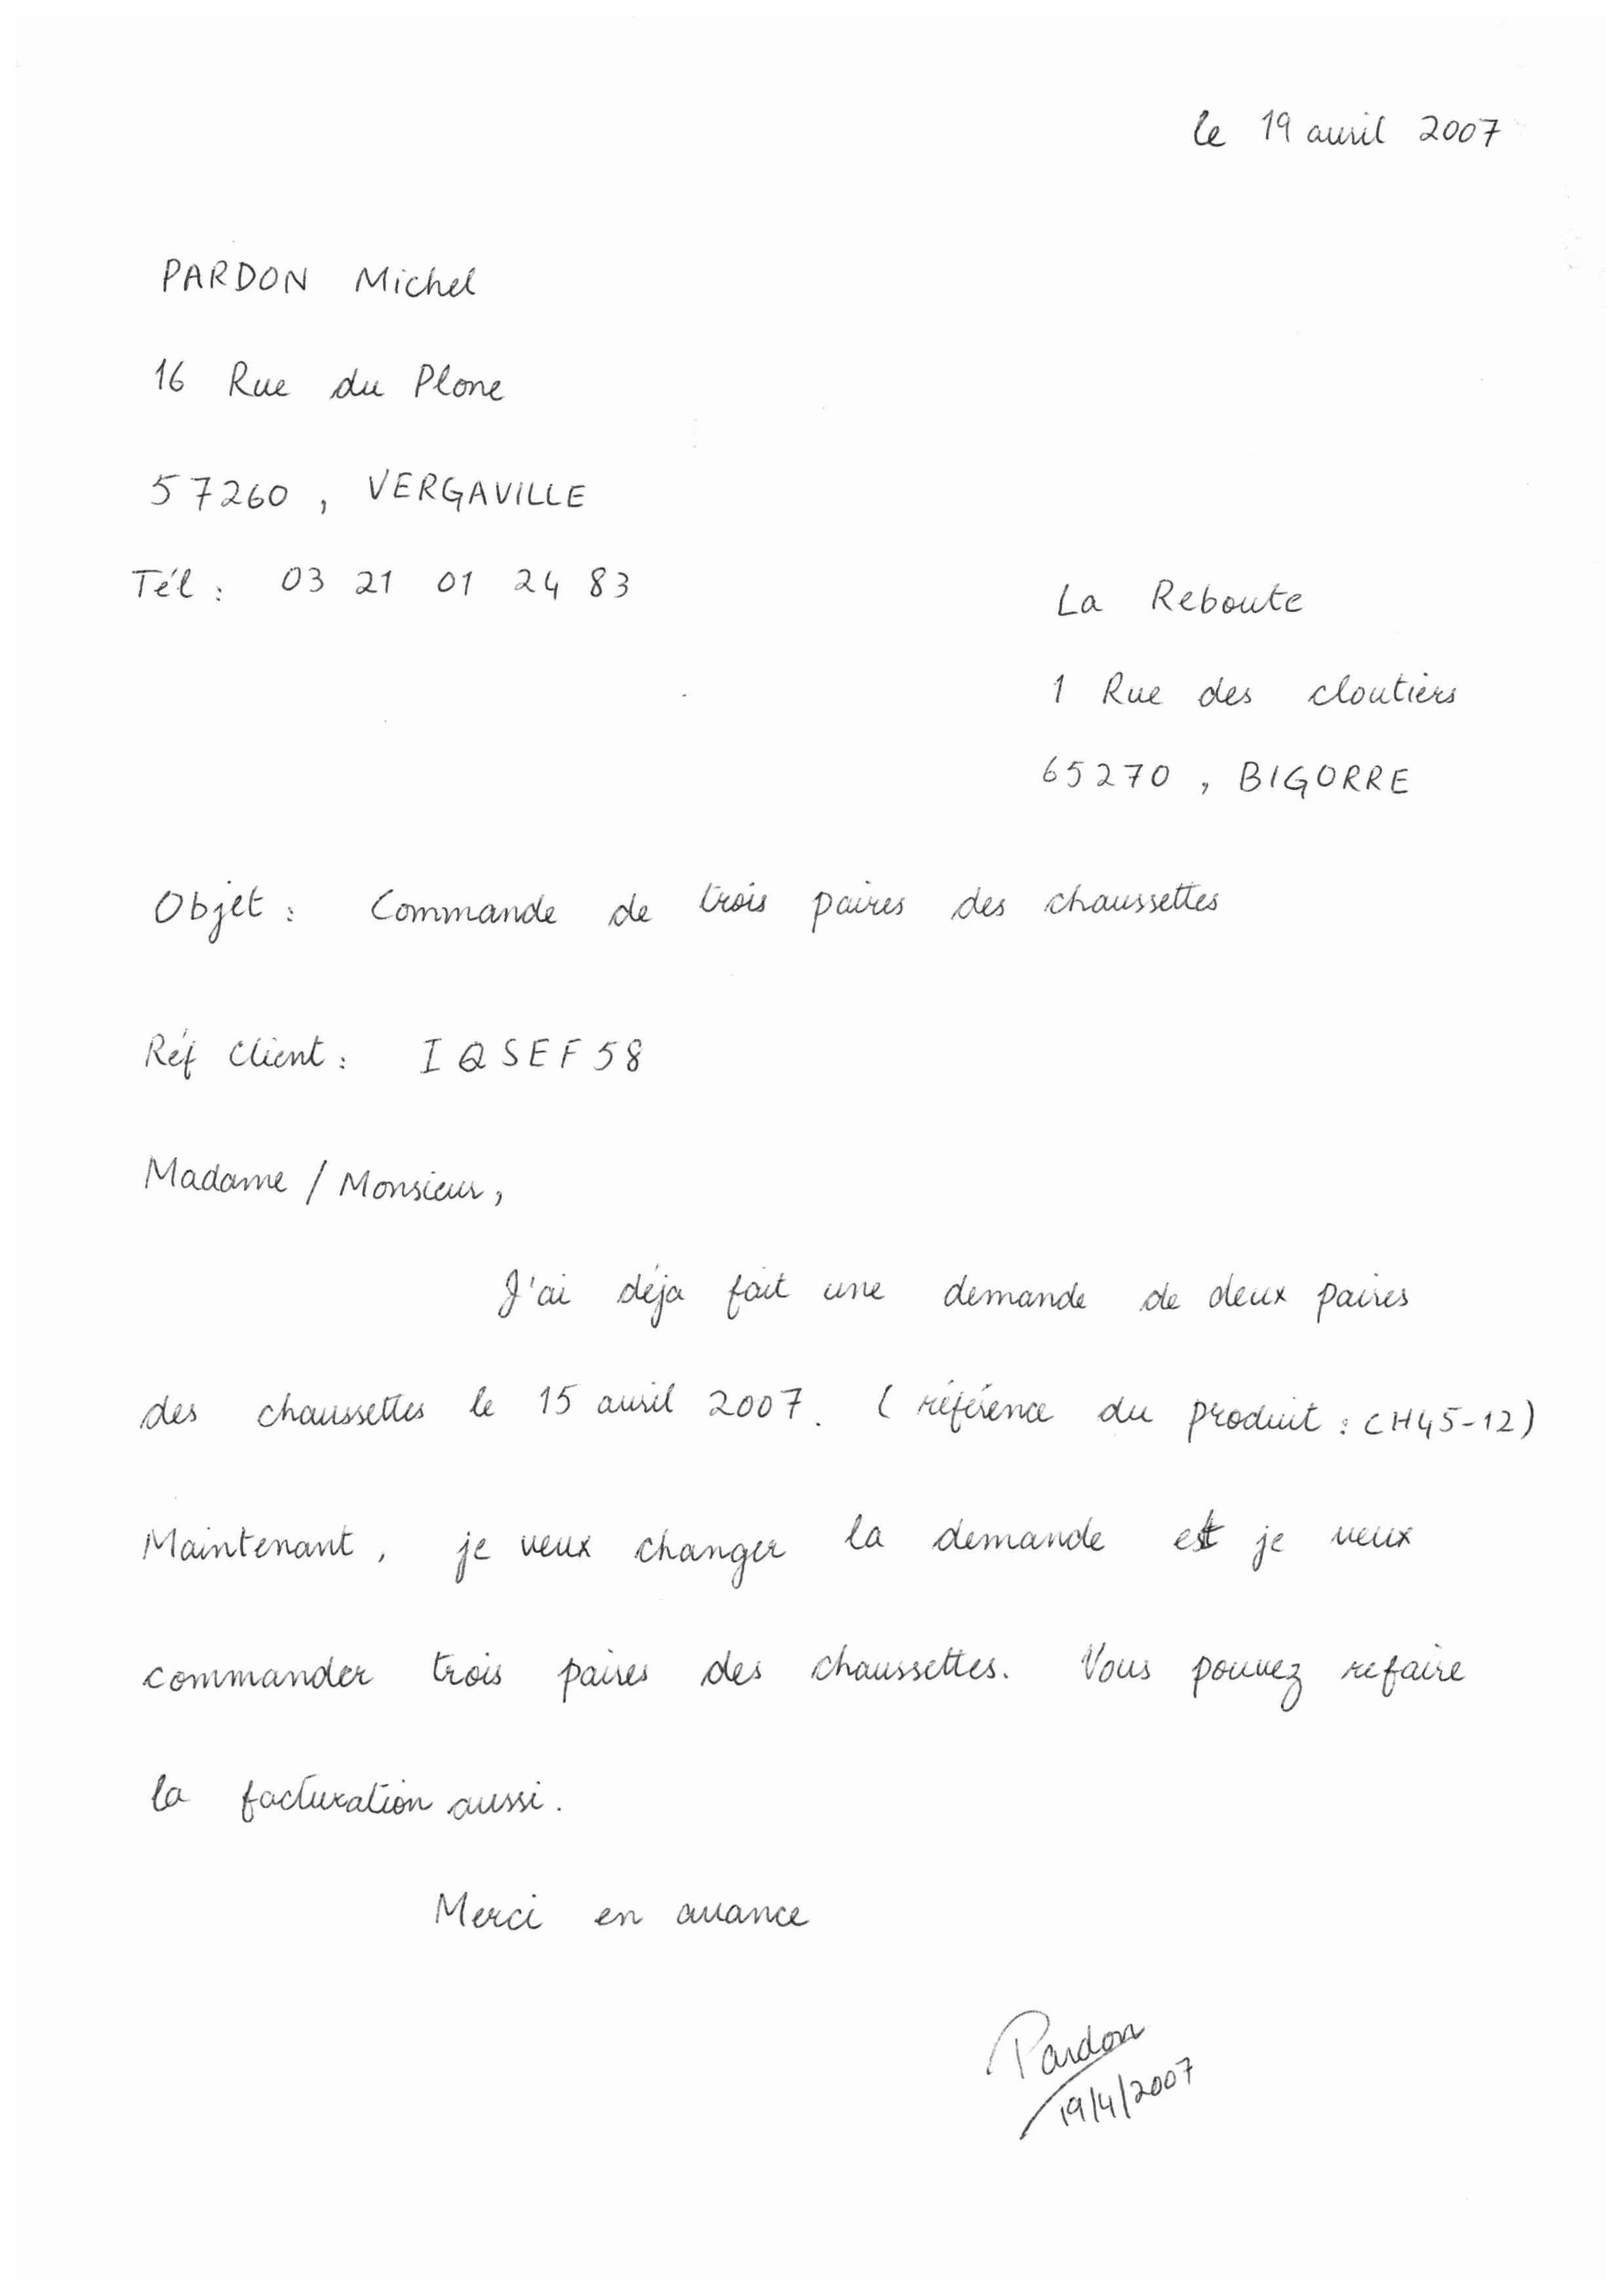 le 19 avril 2007
PARDON Michel
16 Rue du Plone
57260 , VERGAVILLE
Tél : 03 21 01 24 83
La Reboute
1 Rue des cloutiers
65270 , BIGORRE
Objet : Commande de trois paires des chaussettes
Réf Client : IQSEF58
Madame / Monsieur,
J'ai déja fait une demande de deux paires
des chaussettes le 15 avril 2007. ( référence du produit : CH45-12)
Maintenant, je veux changer la demande et je veux
commander trois paires des chaussettes. Vous pouvez refaire
la facturation aussi.
Merci en avance
Pardon
19/4/2007